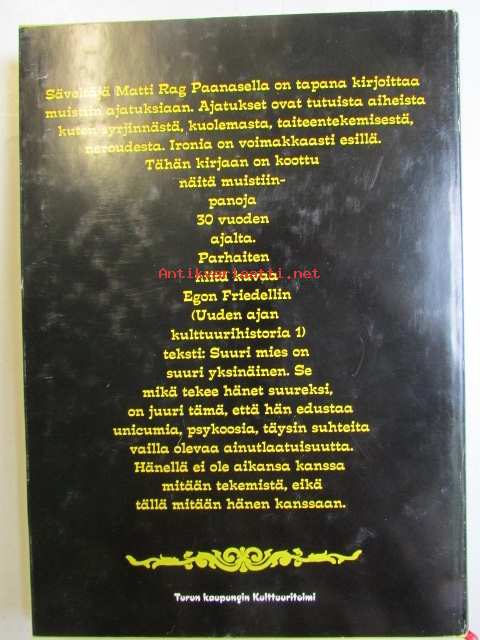 Säveltäjä Matti Rag Paanasella on tapana kirjoittaa
muistiin ajatuksiaan. Ajatukset ovat tutuista aiheista
kuten syrjinnästä, kuolemasta, taiteentekemisestä,
neroudesta. Ironia on voimakkaasti esillä.
Tähän kirjaan on koottu
näitä muistiin-
panoja
30 vuoden
ajalta.
Parhaiten
Antikvariaatti.net
niitä kuvaa
Egon Friedellin
(Uuden ajan
kulttuurihistoria 1)
teksti: Suuri mies on
suuri yksinäinen. Se
mikä tekee hänet suureksi,
on juuri tämä, että hän edustaa
unicumia, psykoosia, täysin suhteita
vailla olevaa ainutlaatuisuutta.
Hänellä ei ole aikansa kanssa
mitään tekemistä, eikä
tällä mitään hänen kanssaan.
Turun kaupungin Kulttuuritoimi